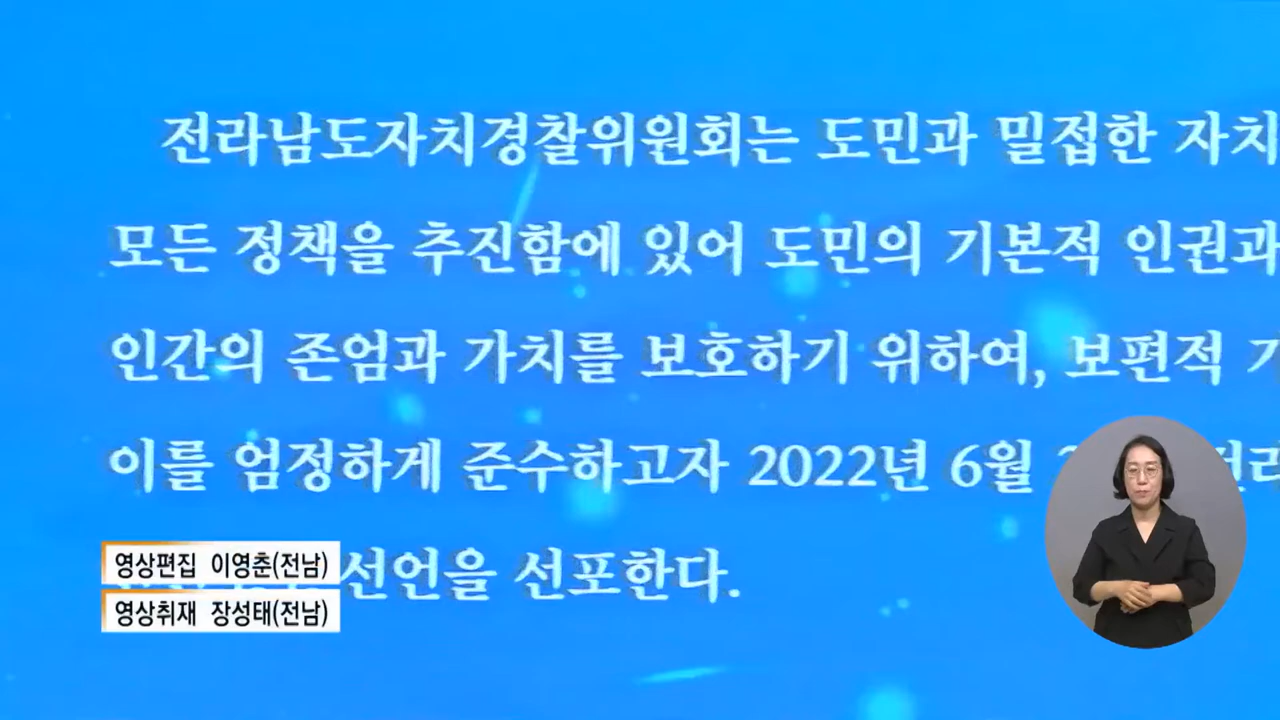 전라남도자치경찰위원회는 도민과 밀접한 자치
모든 정책을 추진함에 있어 도민의 기본적 인권과
인간의 존엄과 가치를 보호하기 위하여, 보편적
이를 엄정하게 준수하고자 2022년 6월
선언을 선포한다.
영상편집 이영춘(전남)
영상취재 장성태(전남)